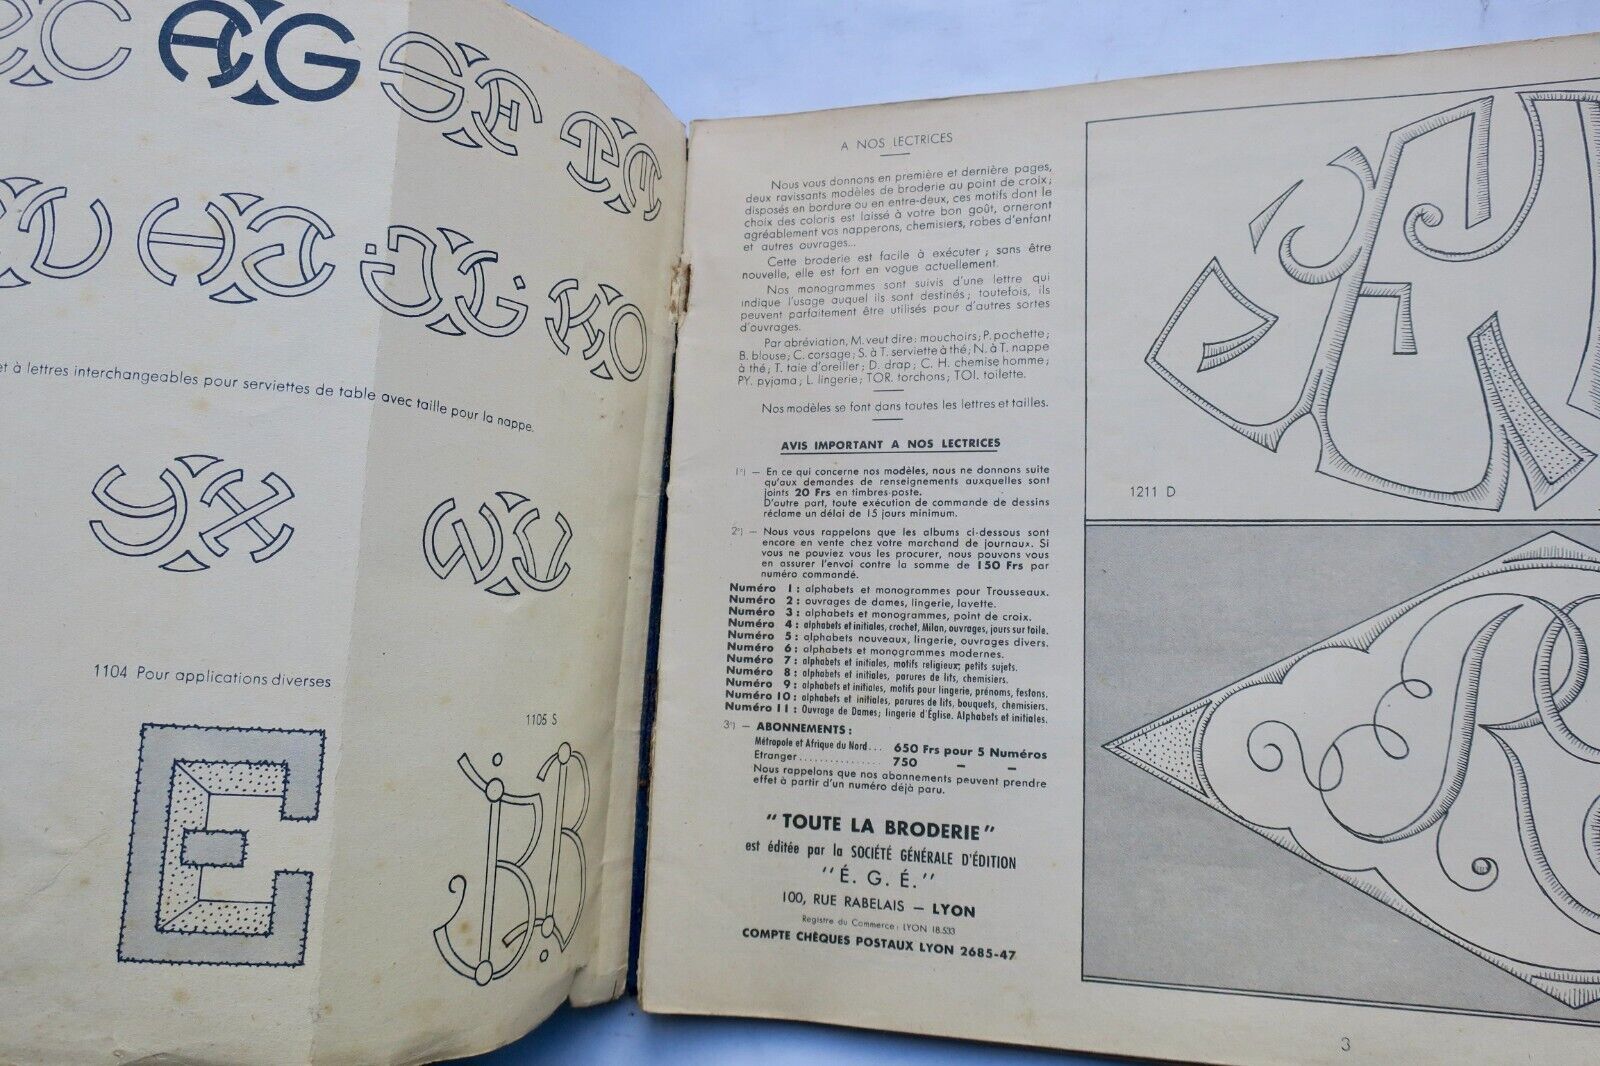 et à lettres interchangeables pour serviettes de table avec taille pour la nappe.
1104 Pour applications diverses
1105 S
E
A NOS LECTRICES
Nous vous donnons en première et dernière pages,
deux ravissants modèles de broderie au point de croix;
disposés en bordure ou en entre-deux, ces motifs dont le
choix des coloris est laissé à votre bon goût, orneront
agréablement vos napperons, chemisiers, robes d'enfant
et autres ouvrages...
Cette broderie est facile à exécuter; sans être
nouvelle, elle est fort en vogue actuellement.
Nos monogrammes sont suivis d'une lettre qui
indique l'usage auquel ils sont destinés; toutefois, ils
peuvent parfaitement être utilisés pour d'autres sortes
d'ouvrages.
Par abréviation, M. veut dire: mouchoirs; P. pochette;
B. blouse; C. corsage; S. à T. serviette à thé; N. à T. nappe
à thé; T. taie d'oreiller; D. drap; C. H. chemise homme;
PY. pyjama; L. lingerie; TOR. torchons; TOI. toilette.
Nos modèles se font dans toutes les lettres et tailles.
AVIS IMPORTANT A NOS LECTRICES
1°) — En ce qui concerne nos modèles, nous ne donnons suite
qu'aux demandes de renseignements auxquelles sont
joints 20 Frs en timbres-poste.
D'autre part, toute exécution de commande de dessins
réclame un délai de 15 jours minimum.
2°) — Nous vous rappelons que les albums ci-dessous sont
encore en vente chez votre marchand de journaux. Si
vous ne pouviez vous les procurer, nous pouvons vous
en assurer l'envoi contre la somme de 150 Frs par
numéro commandé.
Numéro 1: alphabets et monogrammes pour Trousseaux.
Numéro 2: ouvrages de dames, lingerie, layette.
Numéro 3: alphabets et monogrammes, point de croix.
Numéro 4: alphabets et initiales, crochet, Milan, ouvrages, jours sur toile.
Numéro 5: alphabets nouveaux, lingerie, ouvrages divers.
Numéro 6: alphabets et monogrammes modernes.
Numéro 7: alphabets et initiales, motifs religieux; petits sujets.
Numéro 8: alphabets et initiales, parures de lits, chemisiers.
Numéro 9: alphabets et initiales, motifs pour lingerie, prénoms, festons.
Numéro 10: alphabets et initiales, parures de lits, bouquets, chemisiers.
Numéro 11: Ouvrage de Dames; lingerie d'Église. Alphabets et initiales.
3°) — ABONNEMENTS:
Métropole et Afrique du Nord... 650 Frs pour 5 Numéros
Etranger................ 750 — —
Nous rappelons que nos abonnements peuvent prendre
effet à partir d'un numéro déjà paru.
"TOUTE LA BRODERIE"
est éditée par la SOCIÉTÉ GÉNÉRALE D'ÉDITION
"É. G. É."
100, RUE RABELAIS — LYON
Registre du Commerce: LYON 18.533
COMPTE CHÈQUES POSTAUX LYON 2685-47
1211 D
3